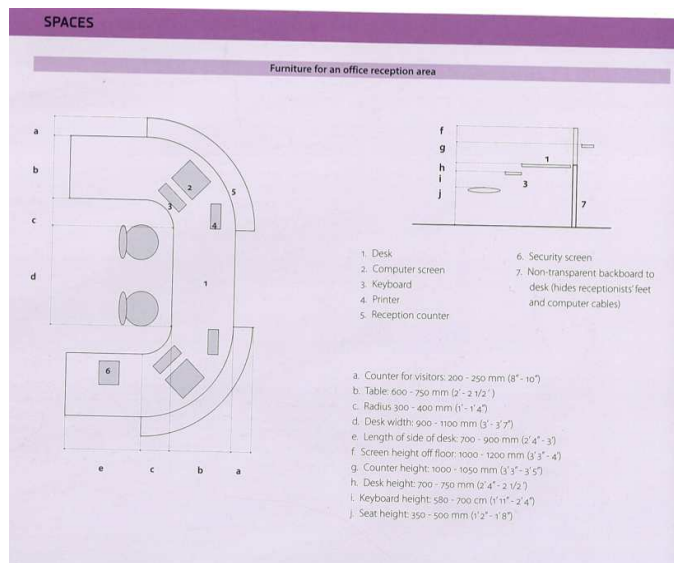 SPACES
Furniture for an office reception area
a
b
c
d
e
c
b
a
1
2
3
4
5
6
f
g
h
i
j
1
3
7
1. Desk
2. Computer screen
3. Keyboard
4. Printer
5. Reception counter
6. Security screen
7. Non-transparent backboard to
desk (hides receptionists' feet
and computer cables)
a. Counter for visitors: 200 - 250 mm (8" - 10")
b. Table: 600 - 750 mm (2' - 2 1/2')
c. Radius 300 - 400 mm (1' - 1'4")
d. Desk width: 900 - 1100 mm (3' - 3'7")
e. Length of side of desk: 700 - 900 mm (2'4" - 3')
f Screen height off floor: 1000 - 1200 mm (3'3" - 4')
g. Counter height: 1000 - 1050 mm (3'3" - 3'5")
h. Desk height: 700 - 750 mm (2'4" - 2 1/2')
i. Keyboard height: 580 - 700 cm (1'11" - 2'4")
j. Seat height: 350 - 500 mm (1'2" - 1'8")